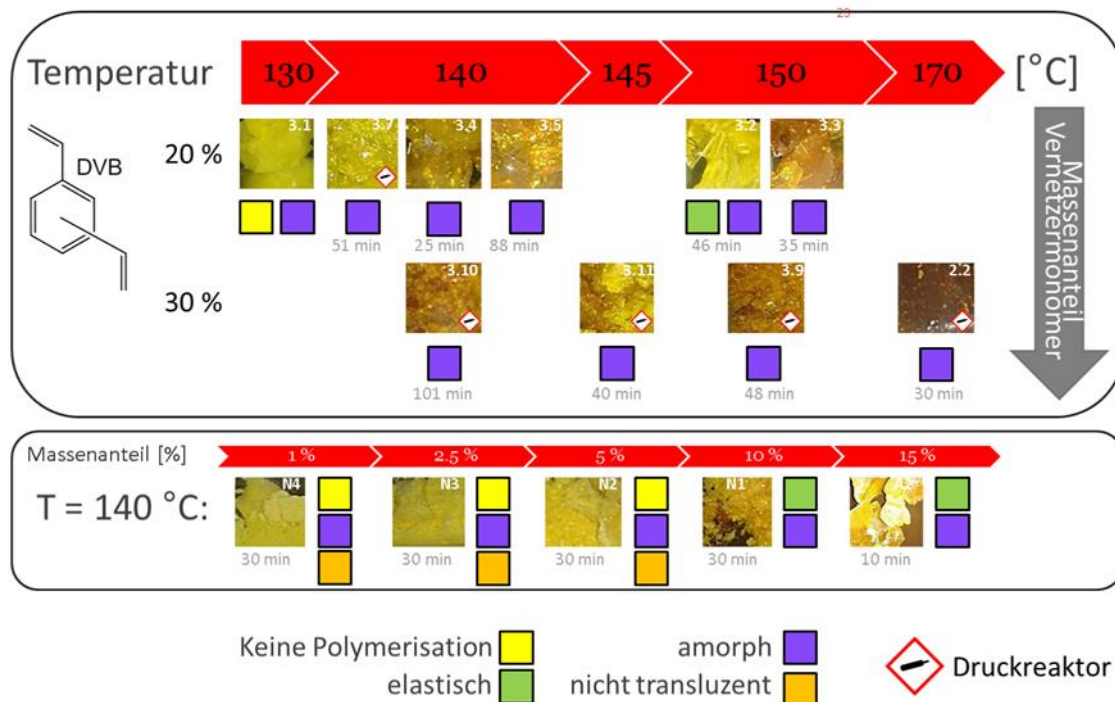 23
Temperatur 130 140 145 150 170 [°C]
DVB
20 %
3.1 3.7 3.4 3.5 3.2 3.3
51 min 25 min 88 min 46 min 35 min
30 %
3.10 3.11 3.9 2.2
101 min 40 min 48 min 30 min
Massenanteil
Vernetzermonomer
Massenanteil [%] 1 % 2.5 % 5 % 10 % 15 %
T = 140 °C:
N4 N3 N2 N1
30 min 30 min 30 min 30 min 10 min
Keine Polymerisation amorph
elastisch nicht transluzent
Druckreaktor